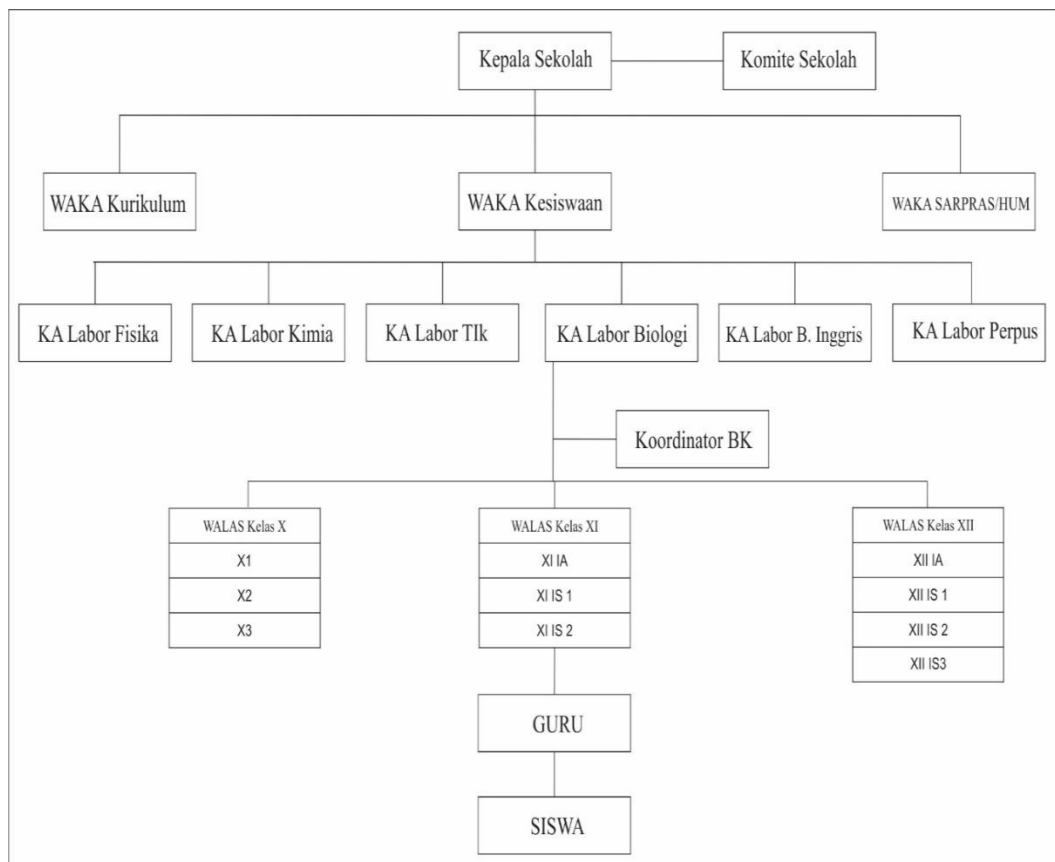 Kepala Sekolah
Komite Sekolah
WAKA Kurikulum
WAKA Kesiswaan
WAKA SARPRAS/HUM
KA Labor Fisika
KA Labor Kimia
KA Labor TIk
KA Labor Biologi
KA Labor B. Inggris
KA Labor Perpus
Koordinator BK
WALAS Kelas X
X1
X2
X3
WALAS Kelas XI
XI IA
XI IS 1
XI IS 2
WALAS Kelas XII
XII IA
XII IS 1
XII IS 2
XII IS3
GURU
SISWA